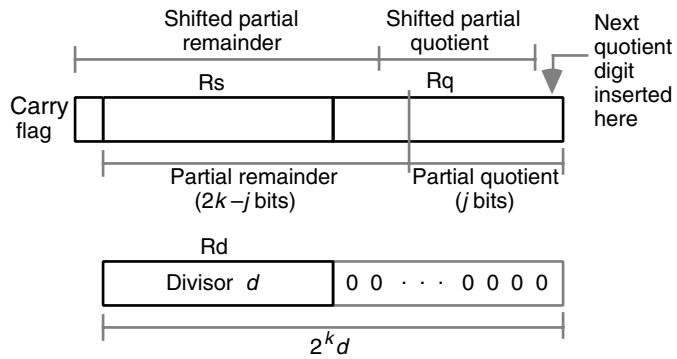 Shifted partial
remainder
Shifted partial
quotient
Next
quotient
digit
inserted
here
Rs
Rq
Carry
flag
Partial remainder
(2k – j bits)
Partial quotient
(j bits)
Rd
Divisor d
0 0 · · · 0 0 0 0
2^k d